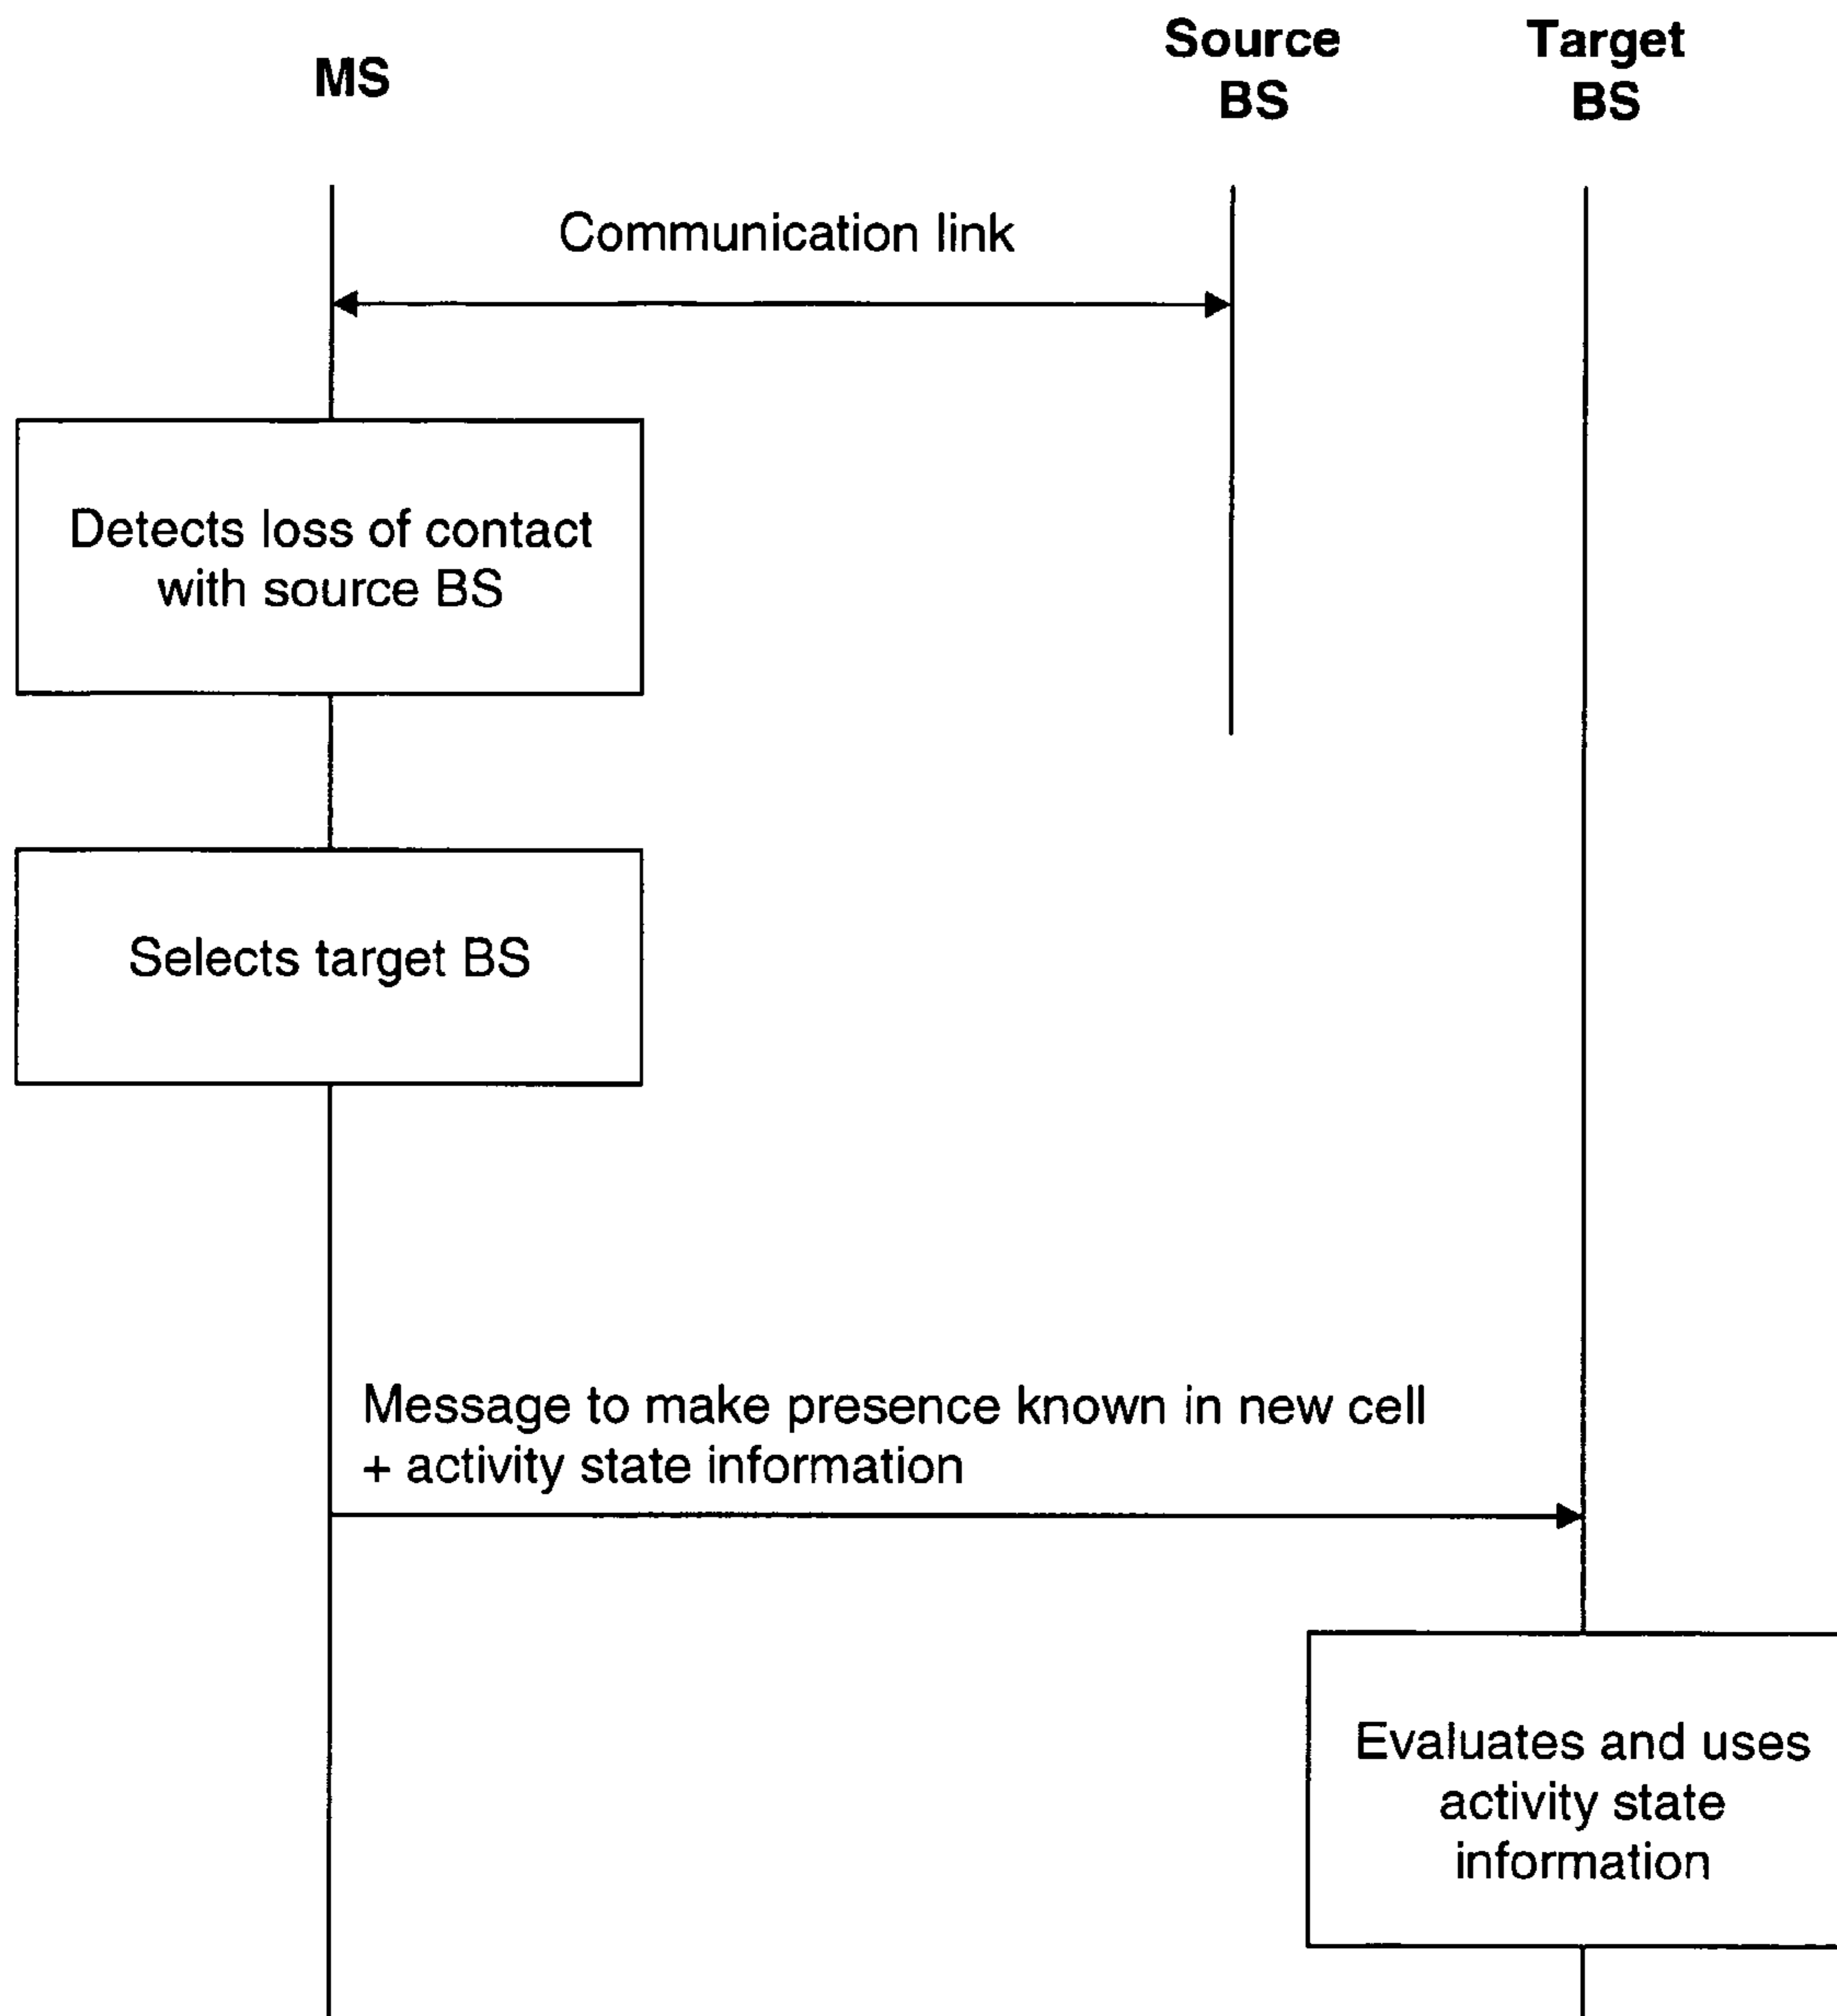 MS
Source
BS
Target
BS
Communication link
Detects loss of contact
with source BS
Selects target BS
Message to make presence known in new cell
+ activity state information
Evaluates and uses
activity state
information